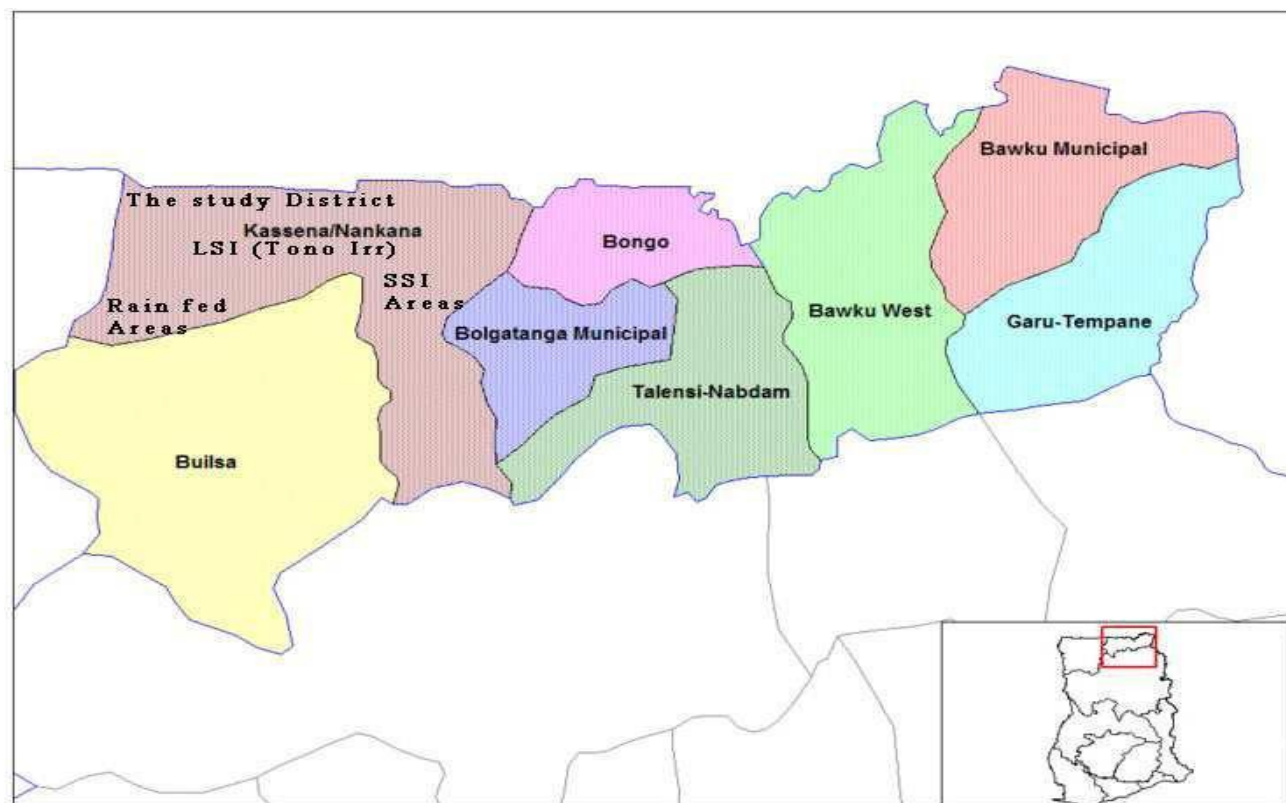 The study District
Kassena/Nankana
LSI (Tono Irr)
Rain fed
Areas
SSI
Areas
Bongo
Bolgatanga Municipal
Talensi-Nabdam
Builsa
Bawku West
Bawku Municipal
Garu-Tempane